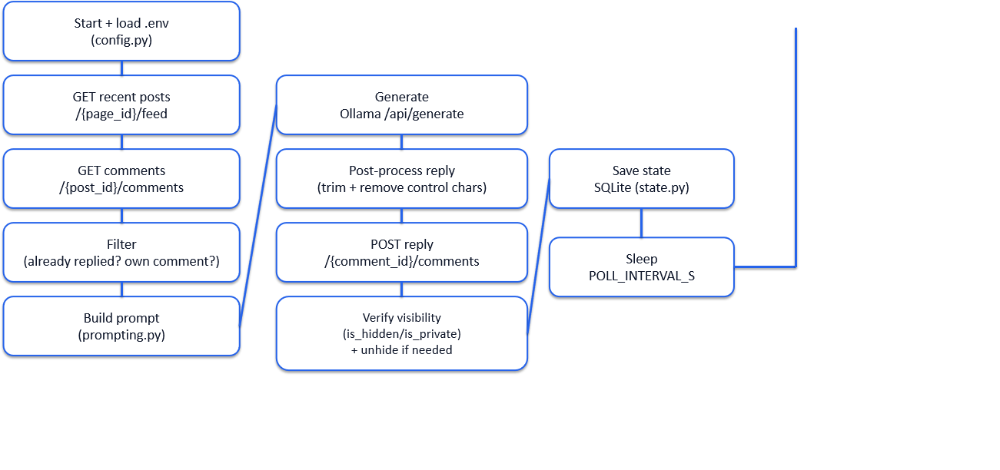 Start + load .env
(config.py)
GET recent posts
/{page_id}/feed
GET comments
/{post_id}/comments
Filter
(already replied? own comment?)
Build prompt
(prompting.py)
Generate
Ollama /api/generate
Post-process reply
(trim + remove control chars)
POST reply
/{comment_id}/comments
Verify visibility
(is_hidden/is_private)
+ unhide if needed
Save state
SQLite (state.py)
Sleep
POLL_INTERVAL_S